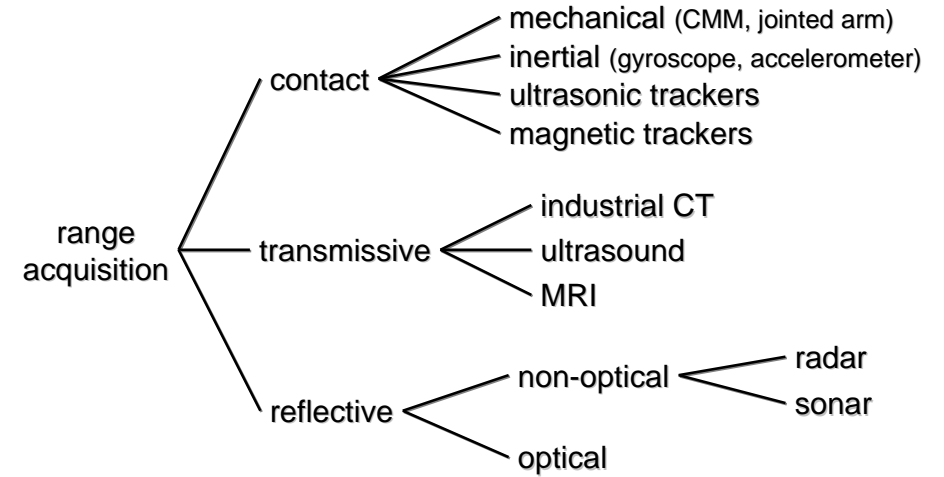 mechanical (CMM, jointed arm)
inertial (gyroscope, accelerometer)
contact
ultrasonic trackers
magnetic trackers
range
acquisition
transmissive
industrial CT
ultrasound
MRI
reflective
non-optical
radar
sonar
optical